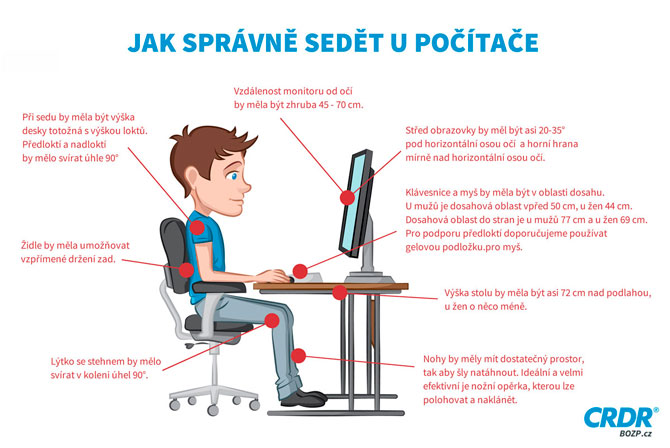 JAK SPRÁVNĚ SEDĚT U POČÍTAČE
Vzdálenost monitoru od očí
by měla být zhruba 45 - 70 cm.
Při sedu by měla být výška
desky totožná s výškou loktů.
Předloktí a nadloktí
by mělo svírat úhle 90°
Střed obrazovky by měl být asi 20-35°
pod horizontální osou očí a horní hrana
mírně nad horizontální osou očí.
Klávesnice a myš by měla být v oblasti dosahu.
U mužů je dosahová oblast vpřed 50 cm, u žen 44 cm.
Dosahová oblast do stran je u mužů 77 cm a u žen 69 cm.
Pro podporu předloktí doporučujeme používat
gelovou podložku.pro myš.
Židle by měla umožňovat
vzpřímené držení zad.
Výška stolu by měla být asi 72 cm nad podlahou,
u žen o něco méně.
Lýtko se stehnem by mělo
svírat v koleni úhel 90°.
Nohy by měly mít dostatečný prostor,
tak aby šly natáhnout. Ideální a velmi
efektivní je nožní opěrka, kterou lze
polohovat a naklánět.
CRDR®
BOZP.cz